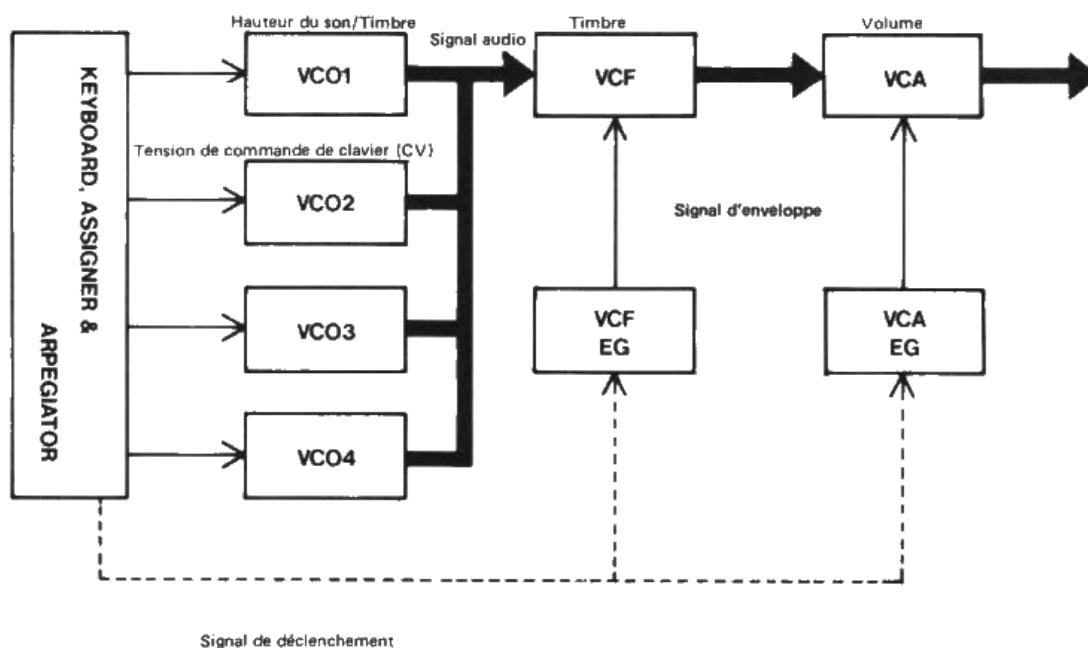 Hauteur du son/Timbre
Signal audio
Timbre
Volume
KEYBOARD, ASSIGNER &
ARPEGIATOR
VCO1
VCF
VCA
Tension de commande de clavier (CV)
VCO2
Signal d'enveloppe
VCO3
VCF
EG
VCA
EG
VCO4
Signal de déclenchement